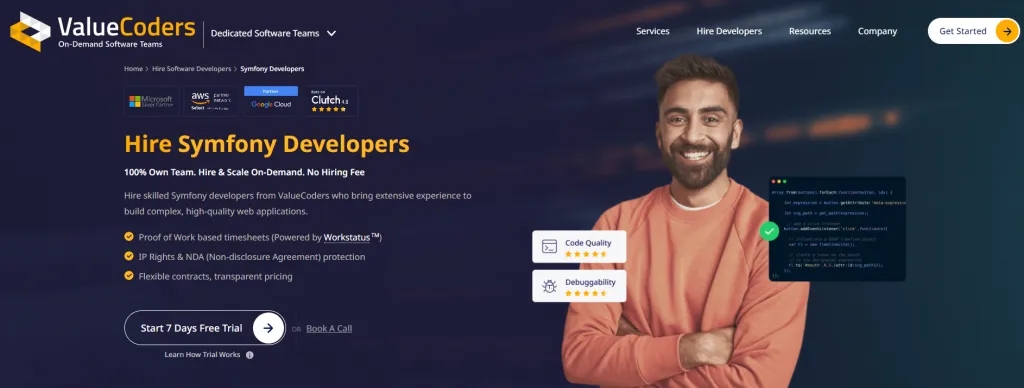 ValueCoders
On-Demand Software Teams
Dedicated Software Teams
Services
Hire Developers
Resources
Company
Get Started
Home > Hire Software Developers > Symfony Developers
Microsoft
Silver Partner
aws
partner
network
Select
Partner
Google Cloud
Clutch 4.8
Hire Symfony Developers
100% Own Team. Hire & Scale On-Demand. No Hiring Fee
Hire skilled Symfony developers from ValueCoders who bring extensive experience to
build complex, high-quality web applications.
Proof of Work based timesheets (Powered by Workstatus™)
IP Rights & NDA (Non-disclosure Agreement) protection
Flexible contracts, transparent pricing
Start 7 Days Free Trial
OR
Book A Call
Learn How Trial Works
Code Quality
Debuggability